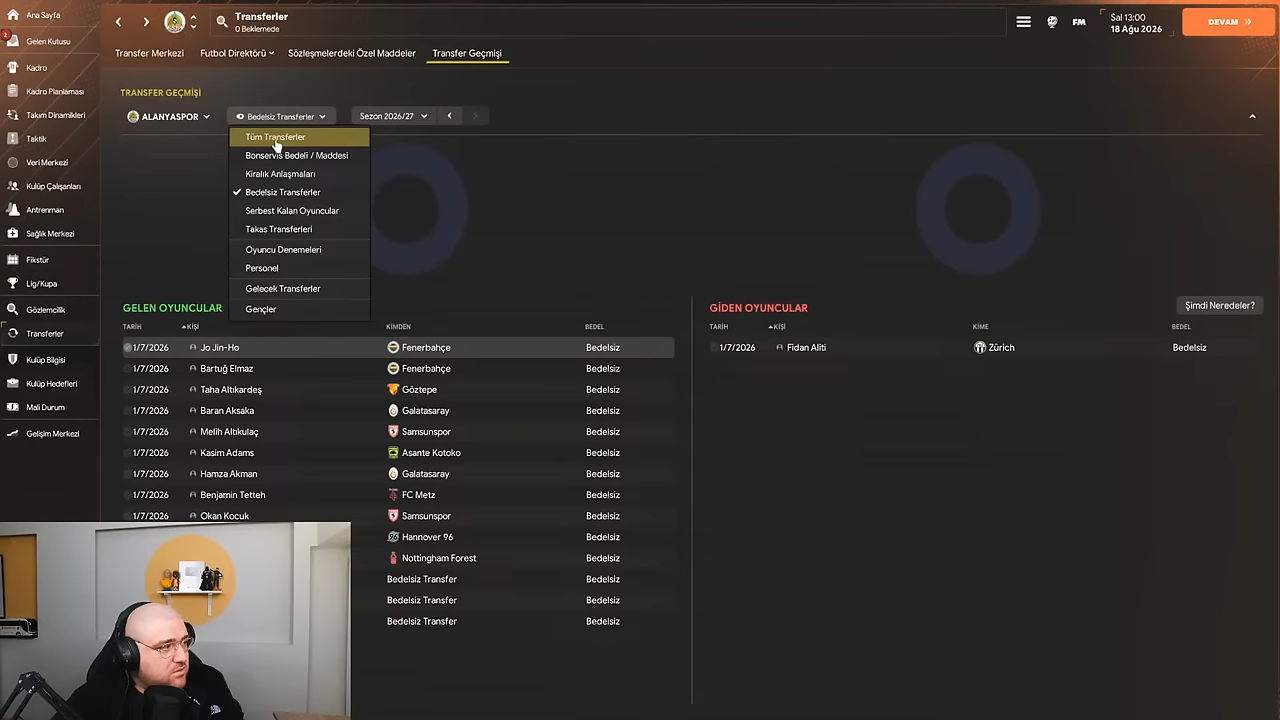 Ana Sayfa
2
Gelen Kutusu
Kadro
Kadro Planlaması
Takım Dinamikleri
Taktik
Veri Merkezi
Kulüp Çalışanları
Antrenman
Sağlık Merkezi
Fikstür
Lig/Kupa
Gözlemcilik
Transferler
Kulüp Bilgisi
Kulüp Hedefleri
Mali Durum
Gelişim Merkezi
Transferler
0 Beklemede
FM
Sal 13:00
18 Ağu 2026
DEVAM
Transfer Merkezi
Futbol Direktörü
Sözleşmelerdeki Özel Maddeler
Transfer Geçmişi
TRANSFER GEÇMİŞİ
ALANYASPOR
Bedelsiz Transferler
Sezon 2026/27
Tüm Transferler
Bonservis Bedeli / Maddesi
Kiralık Anlaşmaları
Bedelsiz Transferler
Serbest Kalan Oyuncular
Takas Transferleri
Oyuncu Denemeleri
Personel
Gelecek Transferler
Gençler
GELEN OYUNCULAR
TARİH KİŞİ KİMDEN BEDEL
1/7/2026 Jo Jin-Ho Fenerbahçe Bedelsiz
1/7/2026 Bartuğ Elmaz Fenerbahçe Bedelsiz
1/7/2026 Taha Altıkardeş Göztepe Bedelsiz
1/7/2026 Baran Aksaka Galatasaray Bedelsiz
1/7/2026 Melih Altıkulaç Samsunspor Bedelsiz
1/7/2026 Kasim Adams Asante Kotoko Bedelsiz
1/7/2026 Hamza Akman Galatasaray Bedelsiz
1/7/2026 Benjamin Tetteh FC Metz Bedelsiz
1/7/2026 Okan Kocuk Samsunspor Bedelsiz
Hannover 96 Bedelsiz
Nottingham Forest Bedelsiz
Bedelsiz Transfer Bedelsiz
Bedelsiz Transfer Bedelsiz
Bedelsiz Transfer Bedelsiz
GİDEN OYUNCULAR
Şimdi Neredeler?
TARİH KİŞİ KİME BEDEL
1/7/2026 Fidan Aliti Zürich Bedelsiz